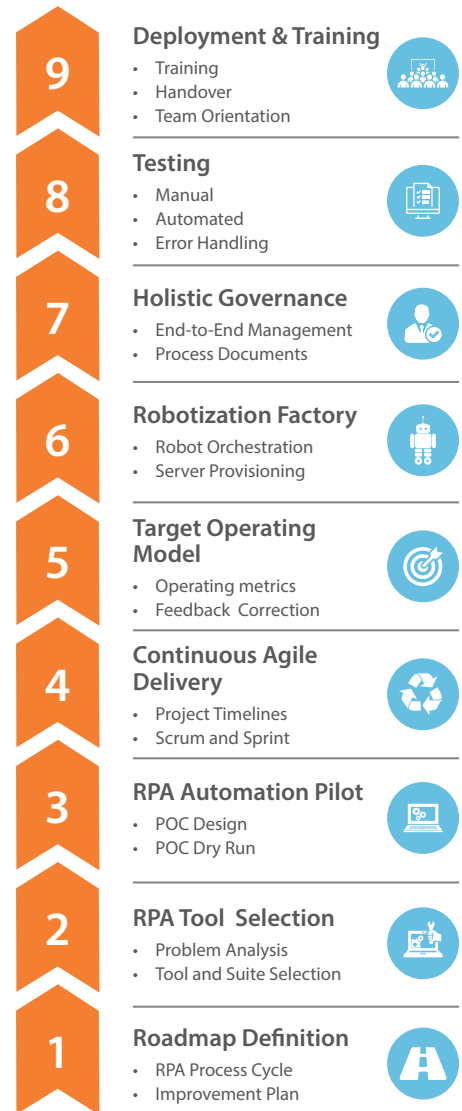 9
Deployment & Training
• Training
• Handover
• Team Orientation
8
Testing
• Manual
• Automated
• Error Handling
7
Holistic Governance
• End-to-End Management
• Process Documents
6
Robotization Factory
• Robot Orchestration
• Server Provisioning
5
Target Operating
Model
• Operating metrics
• Feedback Correction
4
Continuous Agile
Delivery
• Project Timelines
• Scrum and Sprint
3
RPA Automation Pilot
• POC Design
• POC Dry Run
2
RPA Tool Selection
• Problem Analysis
• Tool and Suite Selection
1
Roadmap Definition
• RPA Process Cycle
• Improvement Plan